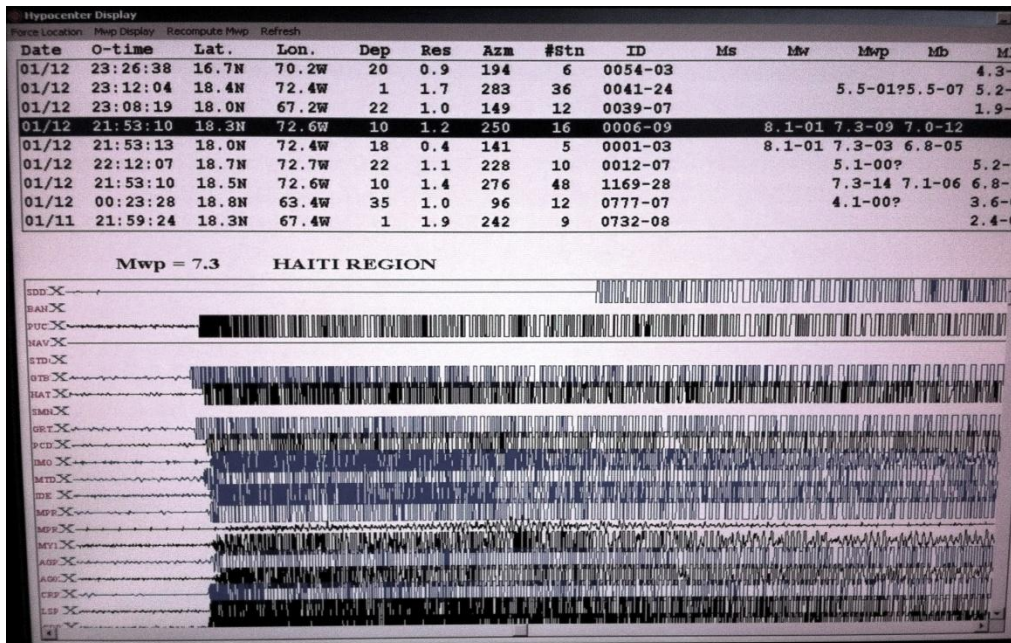 Hypocenter Display
Force Location Mwp Display Recompute Mwp Refresh
Date O-time Lat. Lon. Dep Res Azm #Stn ID Ms Mw Mwp Mb
01/12 23:26:38 16.7N 70.2W 20 0.9 194 6 0054-03 4.3-
01/12 23:12:04 18.4N 72.4W 1 1.7 283 36 0041-24 5.5-01?5.5-07 5.2-
01/12 23:08:19 18.0N 67.2W 22 1.0 149 12 0039-07 1.9-
01/12 21:53:10 18.3N 72.6W 10 1.2 250 16 0006-09 8.1-01 7.3-09 7.0-12
01/12 21:53:13 18.0N 72.4W 18 0.4 141 5 0001-03 8.1-01 7.3-03 6.8-05
01/12 22:12:07 18.7N 72.7W 22 1.1 228 10 0012-07 5.1-00? 5.2-
01/12 21:53:10 18.5N 72.6W 10 1.4 276 48 1169-28 7.3-14 7.1-06 6.8-
01/12 00:23:28 18.8N 63.4W 35 1.0 96 12 0777-07 4.1-00? 3.6-
01/11 21:59:24 18.3N 67.4W 1 1.9 242 9 0732-08 2.4-
Mwp = 7.3 HAITI REGION
SDD X
BAN X
PUC X
NAV X
STD X
GTB X
HAT X
SMN X
GRT X
PCD X
IMO X
MTD X
IDE X
MPR X
MPR X
MY1 X
AGP X
AGG X
CRP X
LSP X